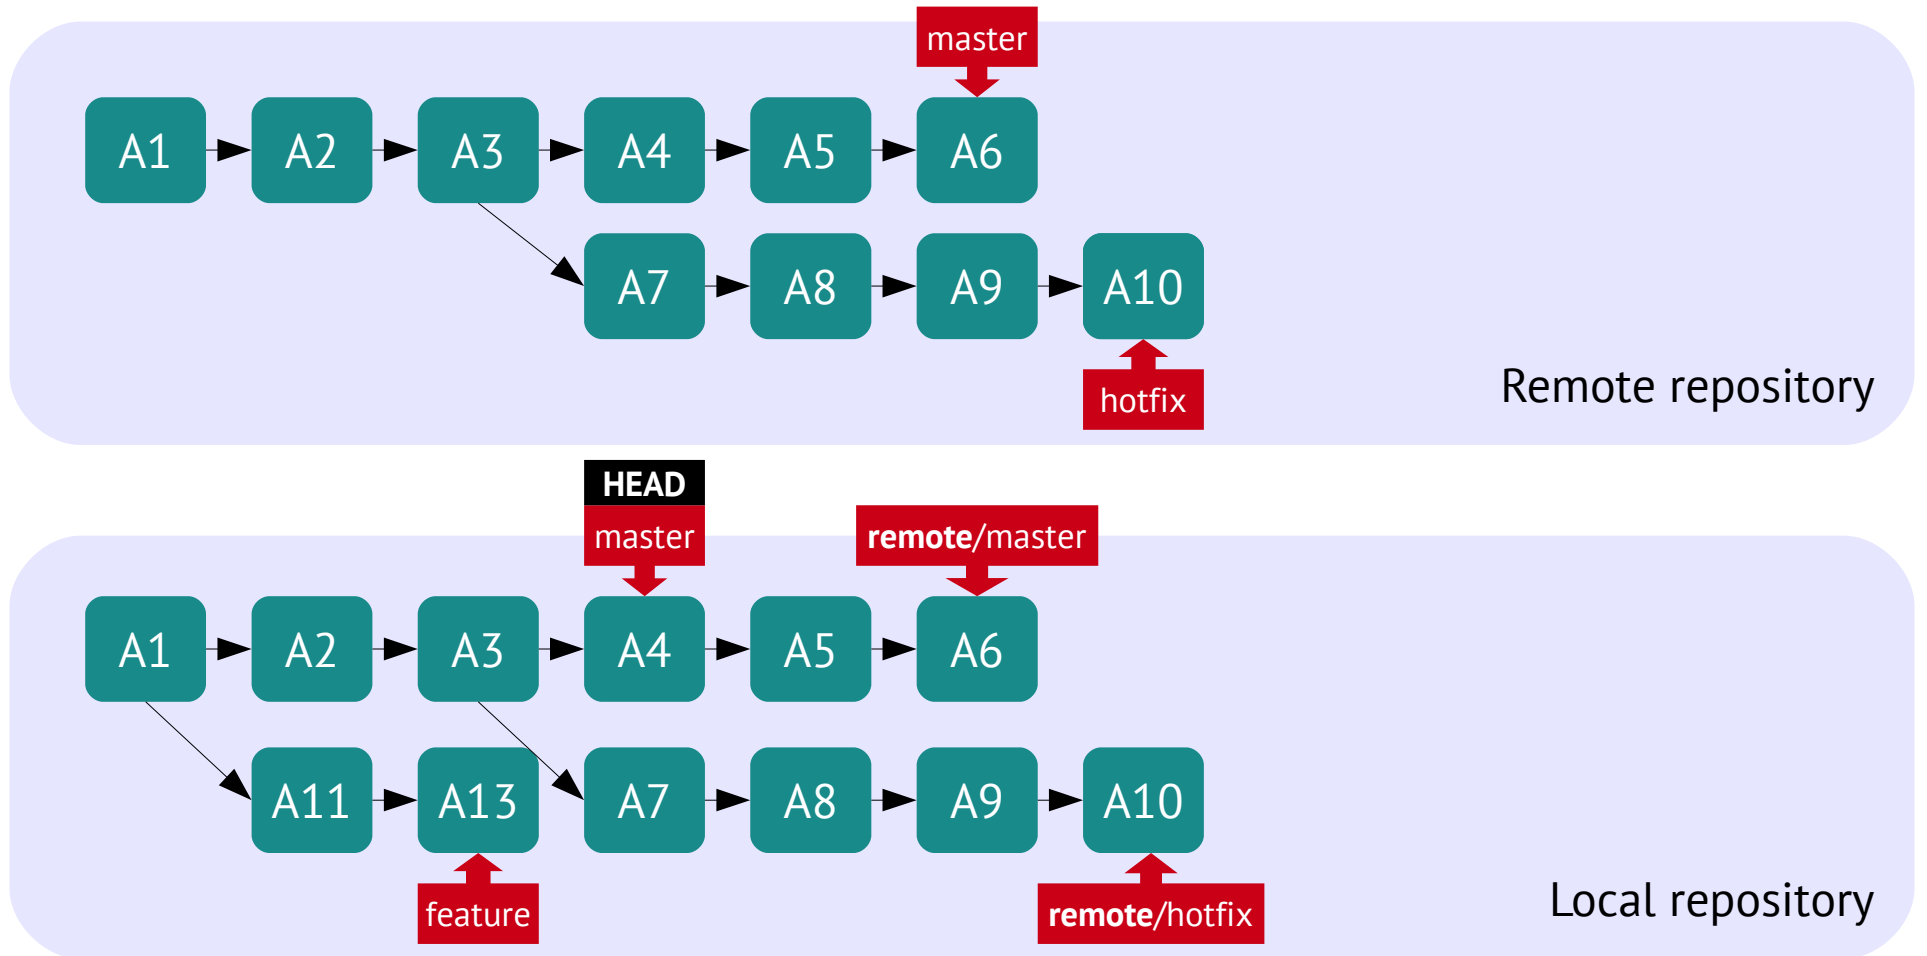 master
A1 A2 A3 A4 A5 A6
A7 A8 A9 A10
hotfix
Remote repository
HEAD
master
remote/master
A1 A2 A3 A4 A5 A6
A11 A13 A7 A8 A9 A10
feature
remote/hotfix
Local repository